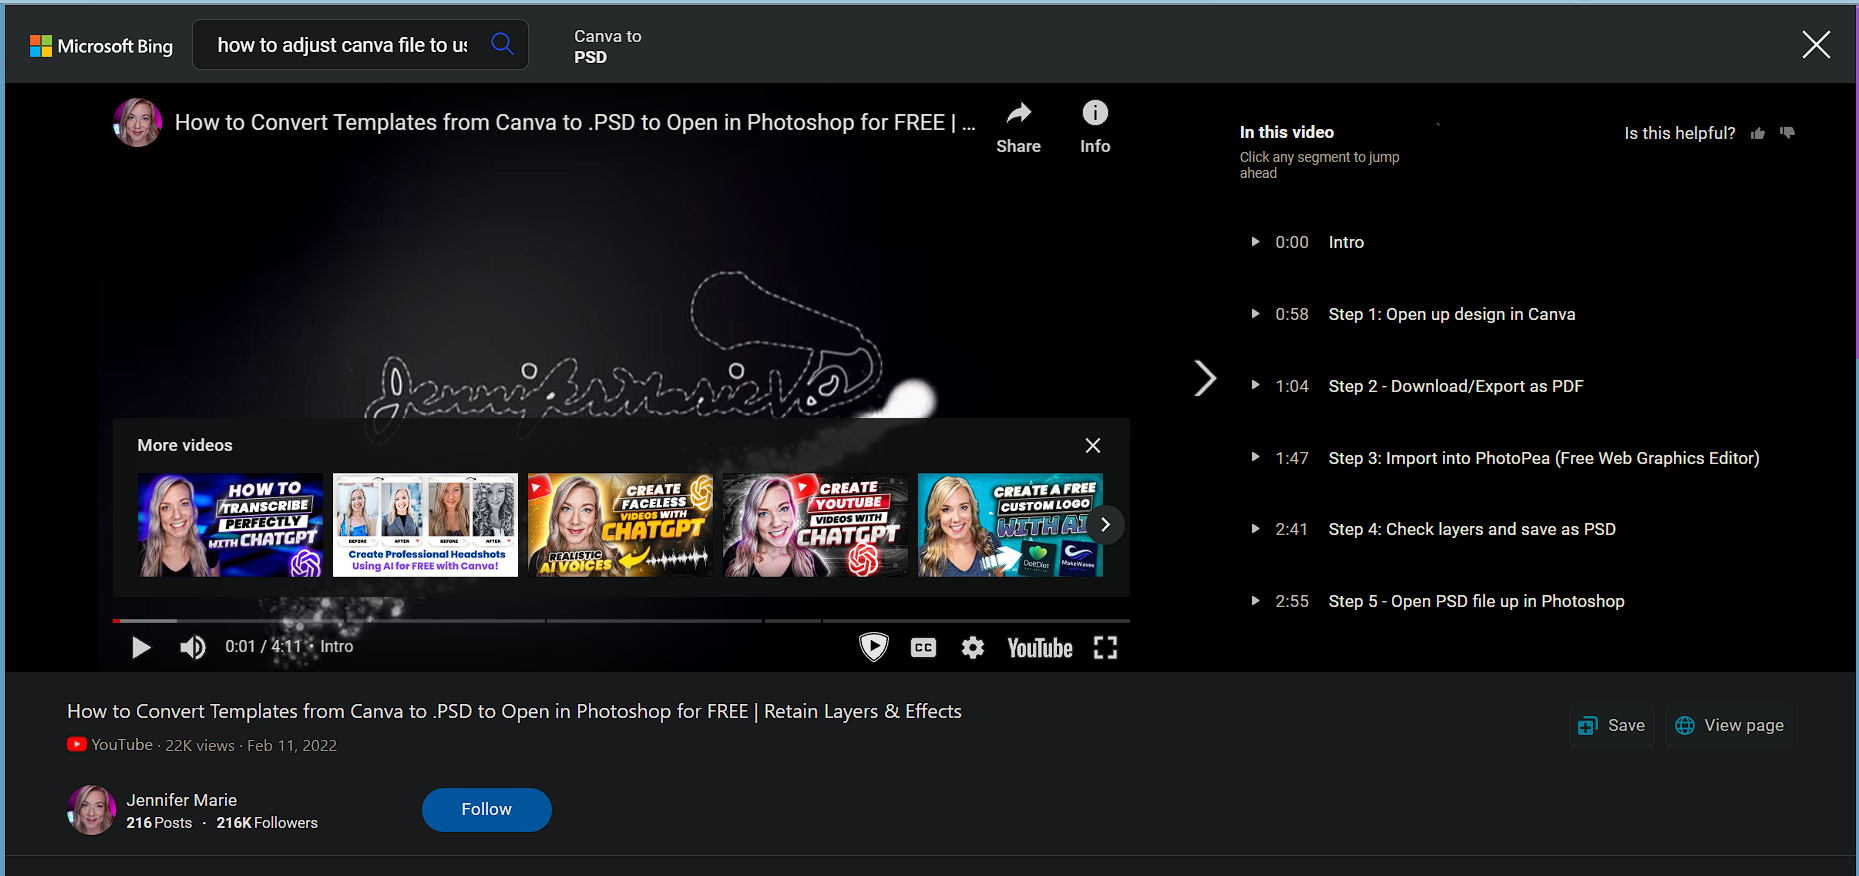 Microsoft Bing
how to adjust canva file to us
Canva to
PSD
How to Convert Templates from Canva to .PSD to Open in Photoshop for FREE | ...
Share
Info
In this video
Click any segment to jump
ahead
Is this helpful?
0:00 Intro
0:58 Step 1: Open up design in Canva
1:04 Step 2 - Download/Export as PDF
1:47 Step 3: Import into PhotoPea (Free Web Graphics Editor)
2:41 Step 4: Check layers and save as PSD
2:55 Step 5 - Open PSD file up in Photoshop
JenniferMarieVO
More videos
HOW TO
TRANSCRIBE
PERFECTLY
WITH CHATGPT
BEFORE AFTER BEFORE AFTER
Create Professional Headshots
Using AI for FREE with Canva!
CREATE
FACELESS
VIDEOS WITH
CHATGPT
REALISTIC
AI VOICES
CREATE
YOUTUBE
VIDEOS WITH
CHATGPT
CREATE A FREE
CUSTOM LOGO
WITH AI
DoItDiot
MakeWaves
0:01 / 4:11 • Intro
CC
YouTube
How to Convert Templates from Canva to .PSD to Open in Photoshop for FREE | Retain Layers & Effects
YouTube · 22K views · Feb 11, 2022
Save
View page
Jennifer Marie
216 Posts · 216K Followers
Follow